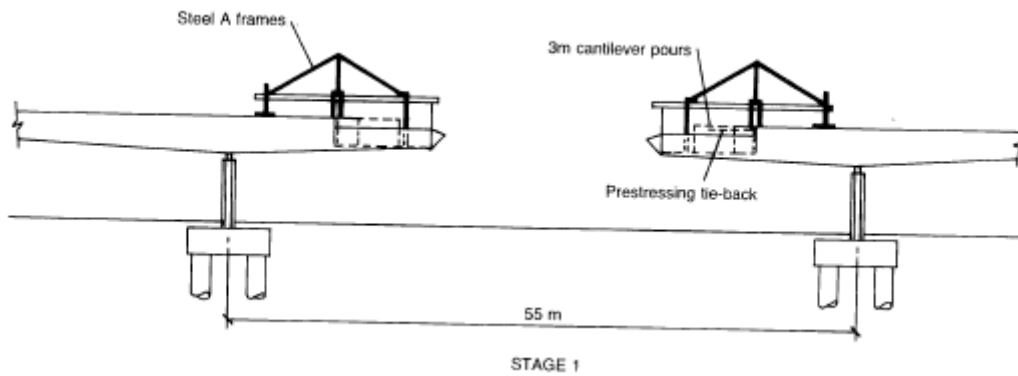 Steel A frames
3m cantilever pours
Prestressing tie-back
55 m
STAGE 1